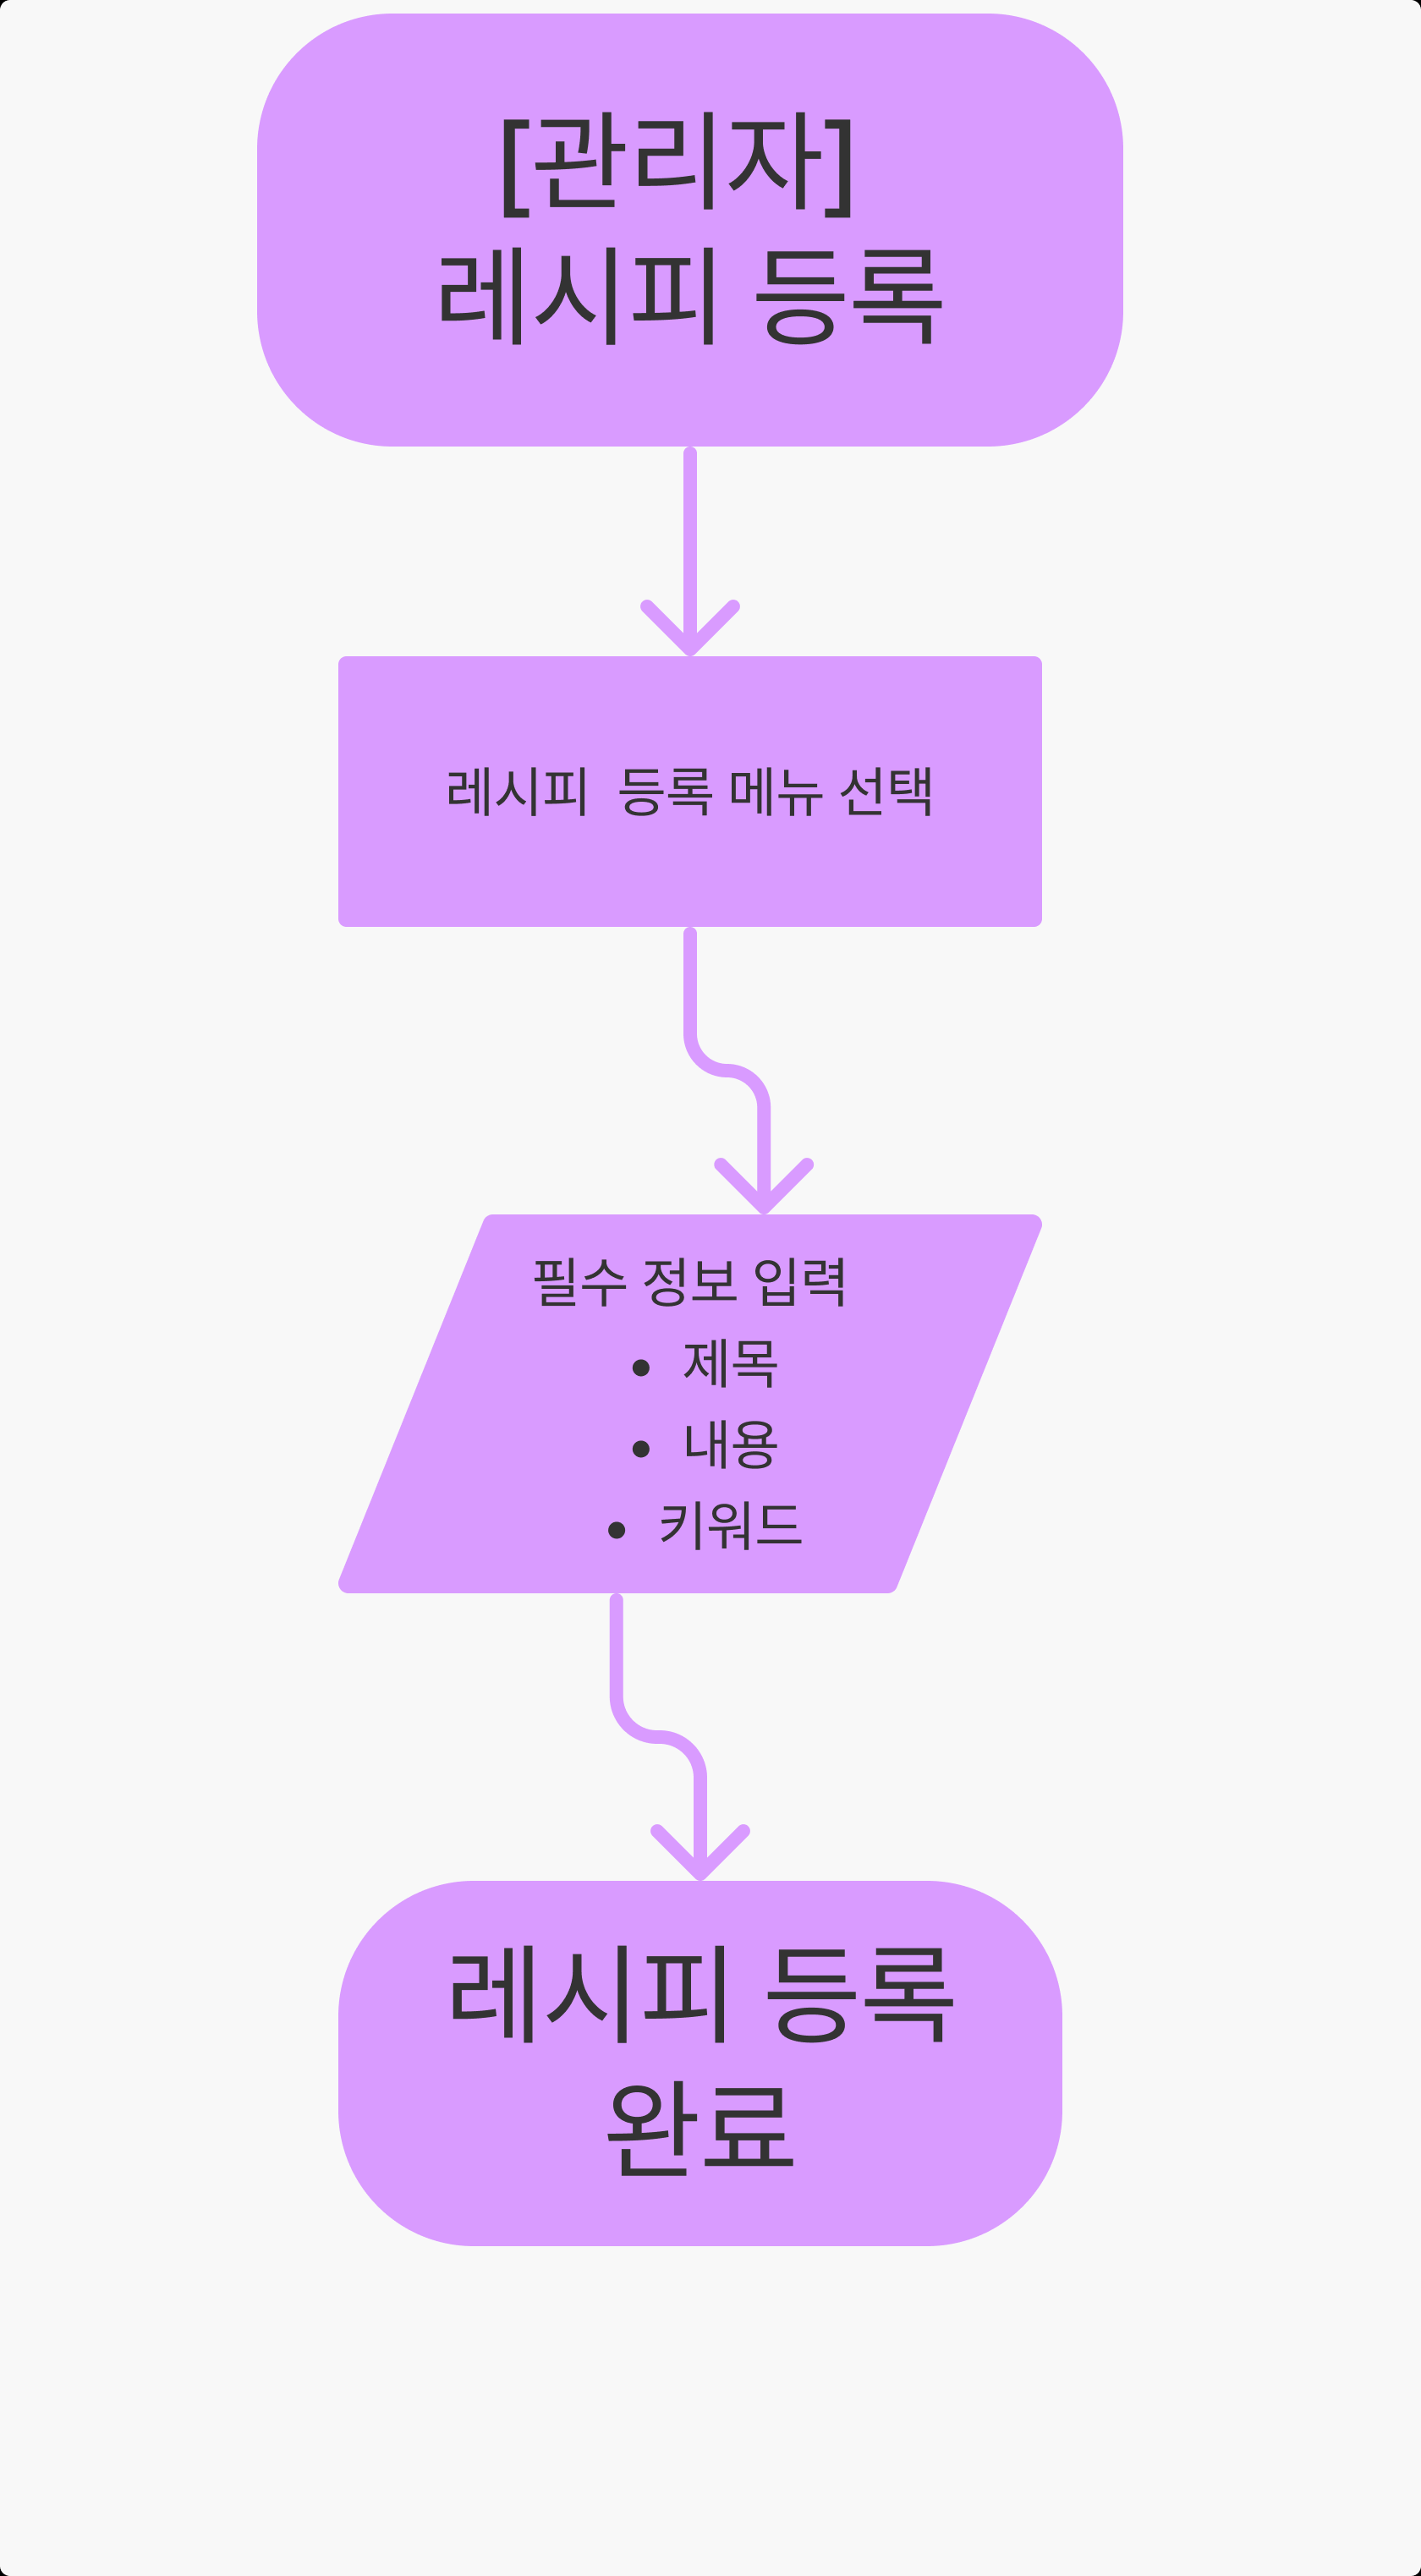 [관리자]
레시피 등록
레시피  등록 메뉴 선택
필수 정보 입력
• 제목
• 내용
• 키워드
레시피 등록
완료